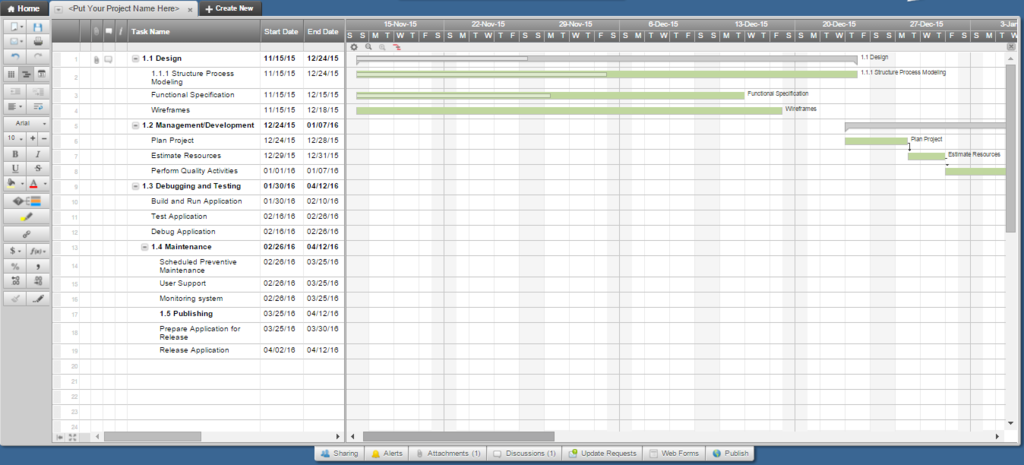 Home
<Put Your Project Name Here>
Create New
Task Name Start Date End Date
15-Nov-15 22-Nov-15 29-Nov-15 6-Dec-15 13-Dec-15 20-Dec-15 27-Dec-15 3-Jan
S S M T W T F S S M T W T F S S M T W T F S S M T W T F S S M T W T F S S M T W T F S S M T W T F S S M T W
1 1.1 Design 11/15/15 12/24/15 1.1 Design
2 1.1.1 Structure Process Modeling 11/15/15 12/24/15 1.1.1 Structure Process Modeling
3 Functional Specification 11/15/15 12/15/15 Functional Specification
4 Wireframes 11/15/15 12/18/15 Wireframes
5 1.2 Management/Development 12/24/15 01/07/16
6 Plan Project 12/24/15 12/28/15 Plan Project
7 Estimate Resources 12/29/15 12/31/15 Estimate Resources
8 Perform Quality Activities 01/01/16 01/07/16
9 1.3 Debugging and Testing 01/30/16 04/12/16
10 Build and Run Application 01/30/16 02/10/16
11 Test Application 02/16/16 02/26/16
12 Debug Application 02/16/16 02/26/16
13 1.4 Maintenance 02/26/16 04/12/16
14 Scheduled Preventive Maintenance 02/26/16 03/25/16
15 User Support 02/26/16 03/25/16
16 Monitoring system 02/26/16 03/25/16
17 1.5 Publishing 03/25/16 04/12/16
18 Prepare Application for Release 03/25/16 03/30/16
19 Release Application 04/02/16 04/12/16
20
21
22
23
24
Arial
10
B I
U S
A
$ f(x)
%
Sharing Alerts Attachments (1) Discussions (1) Update Requests Web Forms Publish